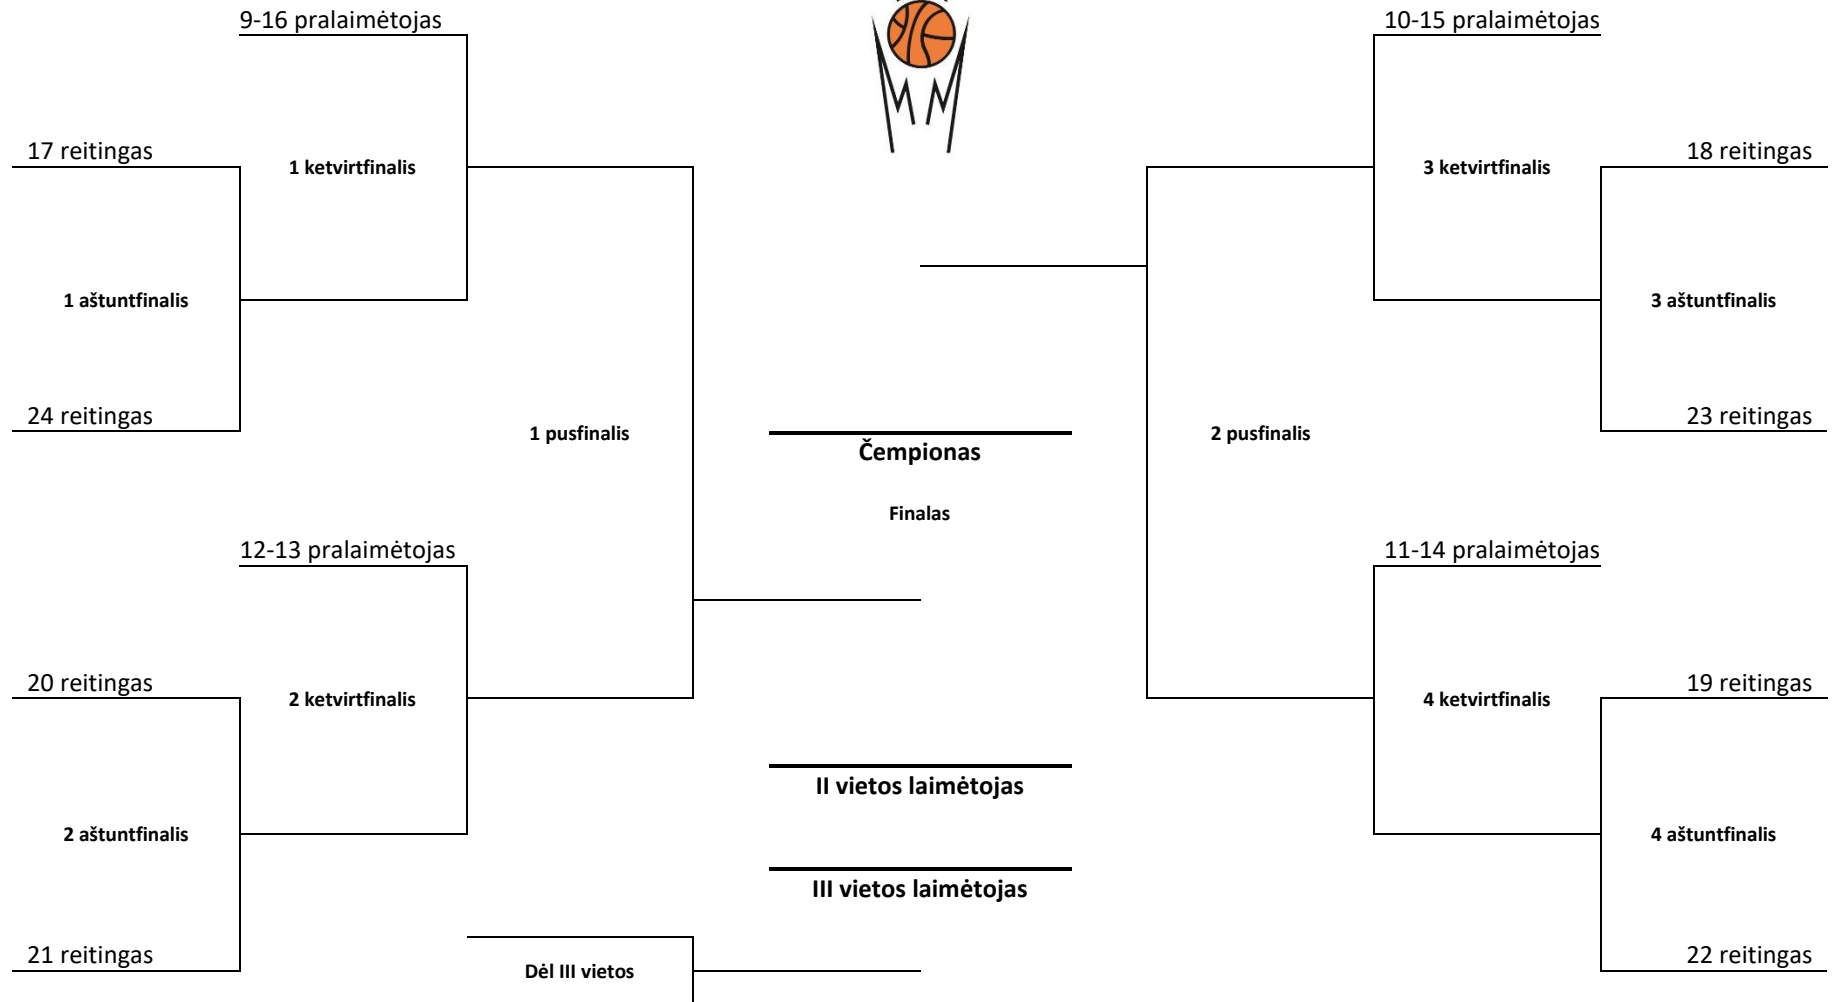 9-16 pralaimėtojas
10-15 pralaimėtojas
17 reitingas
1 ketvirtfinalis
3 ketvirtfinalis
18 reitingas
1 aštuntfinalis
3 aštuntfinalis
24 reitingas
1 pusfinalis
Čempionas
2 pusfinalis
23 reitingas
Finalas
12-13 pralaimėtojas
11-14 pralaimėtojas
20 reitingas
2 ketvirtfinalis
4 ketvirtfinalis
19 reitingas
II vietos laimėtojas
2 aštuntfinalis
4 aštuntfinalis
III vietos laimėtojas
21 reitingas
Dėl III vietos
22 reitingas